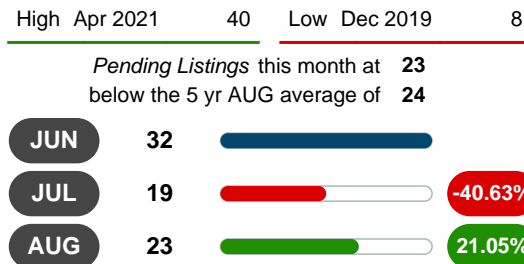 High Apr 2021 40 Low Dec 2019 8
Pending Listings this month at 23
below the 5 yr AUG average of 24
JUN 32
JUL 19 -40.63%
AUG 23 21.05%